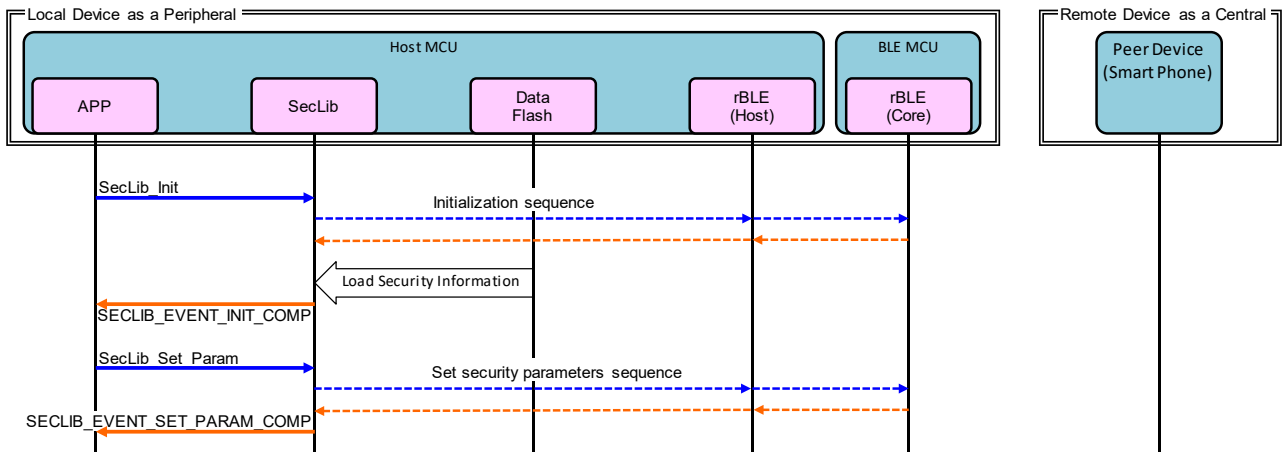 Local Device as a Peripheral
Remote Device as a Central
Host MCU
BLE MCU
Peer Device
(Smart Phone)
APP
SecLib
Data
Flash
rBLE
(Host)
rBLE
(Core)
SecLib_Init
Initialization sequence
Load Security Information
SECLIB_EVENT_INIT_COMP
SecLib_Set_Param
Set security parameters sequence
SECLIB_EVENT_SET_PARAM_COMP